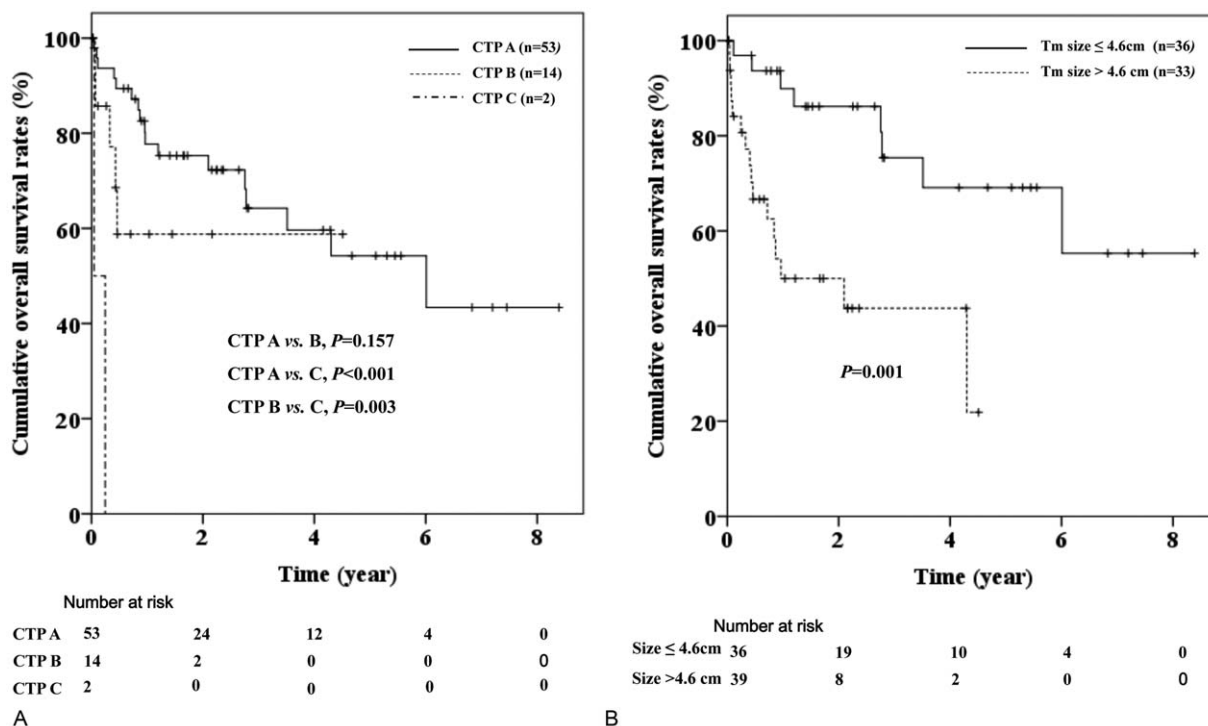 CTP A (n=53)
CTP B (n=14)
CTP C (n=2)
Cumulative overall survival rates (%)
100
80
60
40
20
0
CTP A vs. B, P=0.157
CTP A vs. C, P<0.001
CTP B vs. C, P=0.003
0 2 4 6 8
Time (year)
Number at risk
CTP A 53 24 12 4 0
CTP B 14 2 0 0 0
CTP C 2 0 0 0 0
A
Tm size ≤ 4.6cm (n=36)
Tm size > 4.6 cm (n=33)
Cumulative overall survival rates (%)
100
80
60
40
20
0
P=0.001
0 2 4 6 8
Time (year)
Number at risk
Size ≤ 4.6cm 36 19 10 4 0
Size >4.6 cm 39 8 2 0 0
B